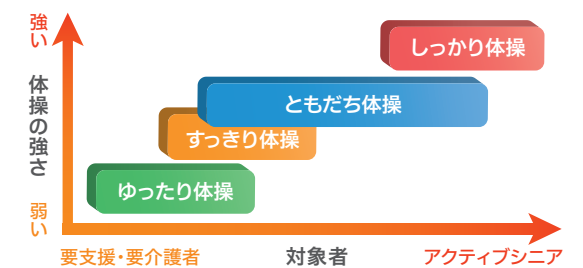 強い
体操の強さ
弱い
しっかり体操
ともだち体操
すっきり体操
ゆったり体操
要支援・要介護者
対象者
アクティブシニア